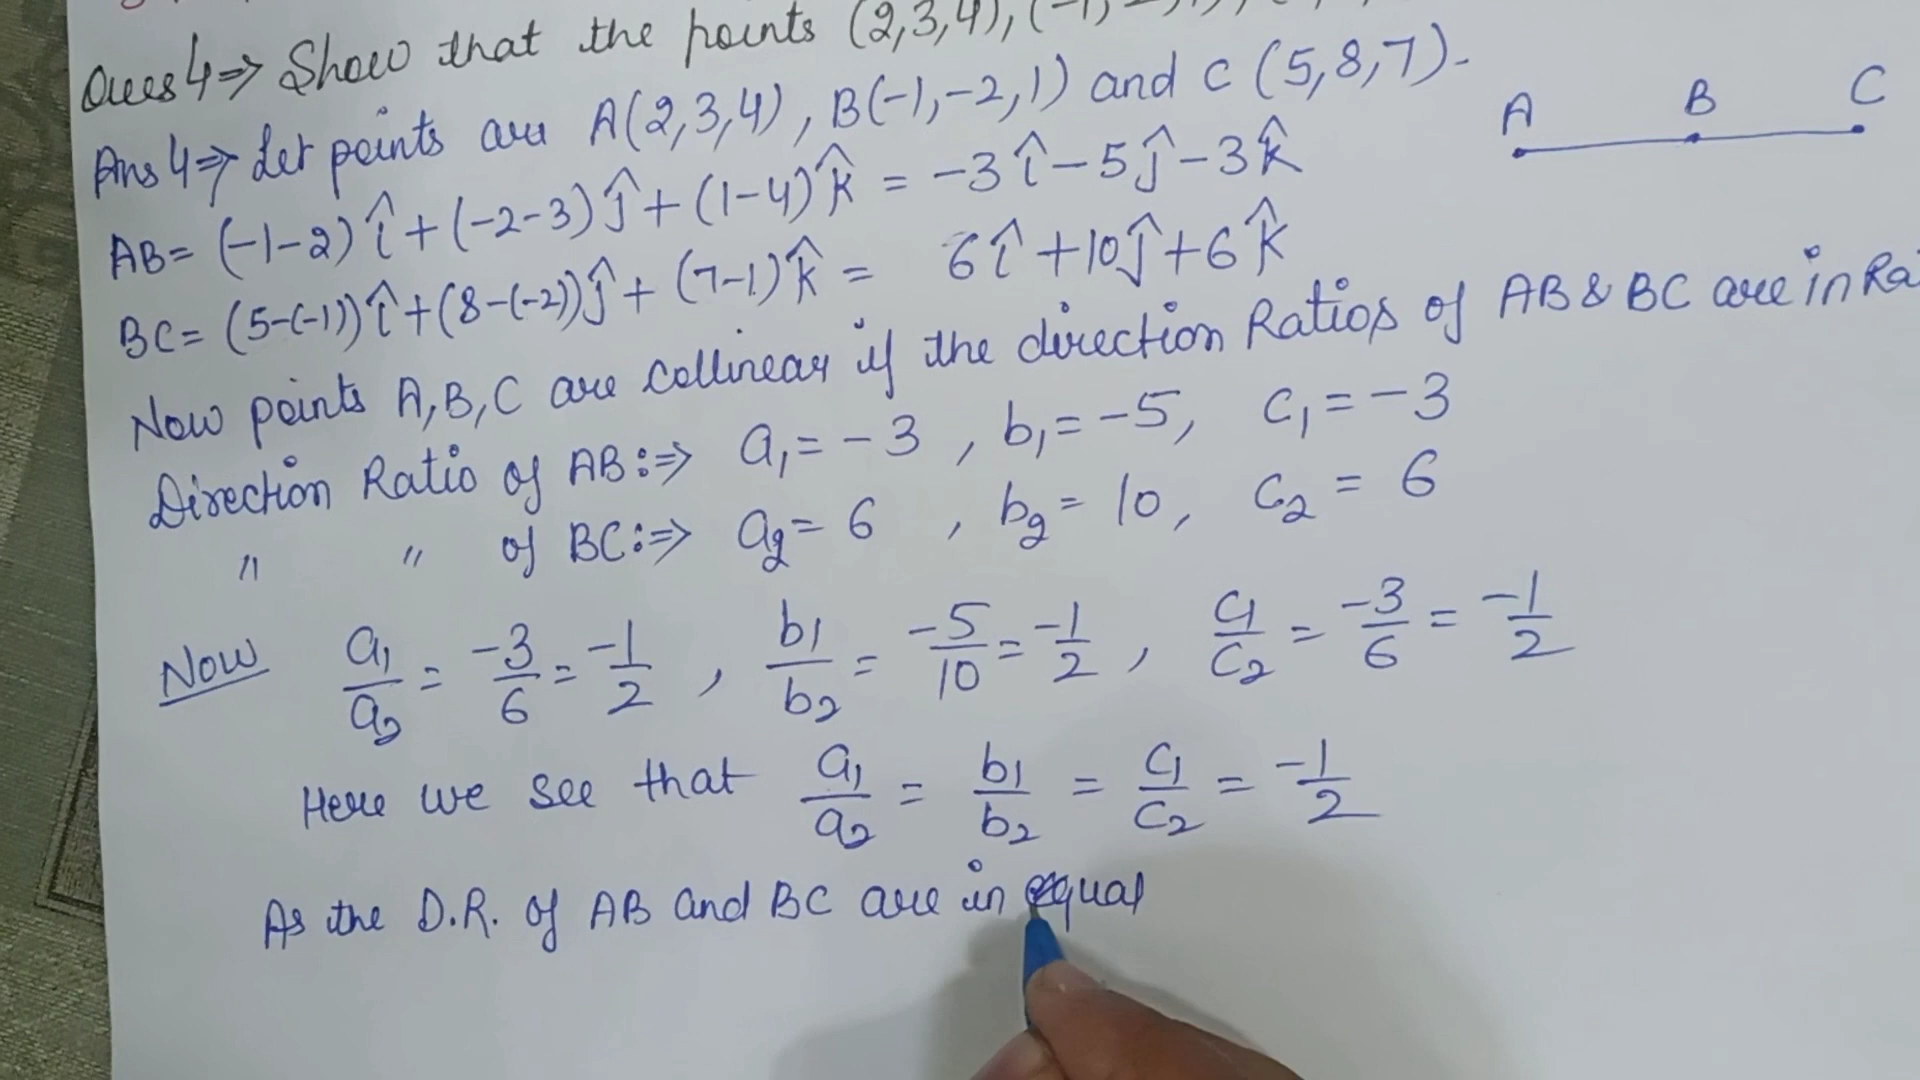 Ques 4⇒ Show that the points (2,3,4), (-1,
Ans 4⇒ Let points are A(2,3,4), B(-1,-2,1) and C (5,8,7).
A B C
AB= (-1-2)î+(-2-3)ĵ+(1-4)k̂ = -3î-5ĵ-3k̂
BC= (5-(-1))î+(8-(-2))ĵ+(7-1)k̂ = 6î+10ĵ+6k̂
Now points A,B,C are collinear if the direction Ratios of AB & BC are in
Direction Ratio of AB:⇒ a₁=-3, b₁=-5, c₁=-3
" " of BC:⇒ a₂=6, b₂=10, c₂=6
Now a₁/a₂ = -3/6 = -1/2, b₁/b₂ = -5/10 = -1/2, c₁/c₂ = -3/6 = -1/2
Here we see that a₁/a₂ = b₁/b₂ = c₁/c₂ = -1/2
As the D.R. of AB and BC are in equal